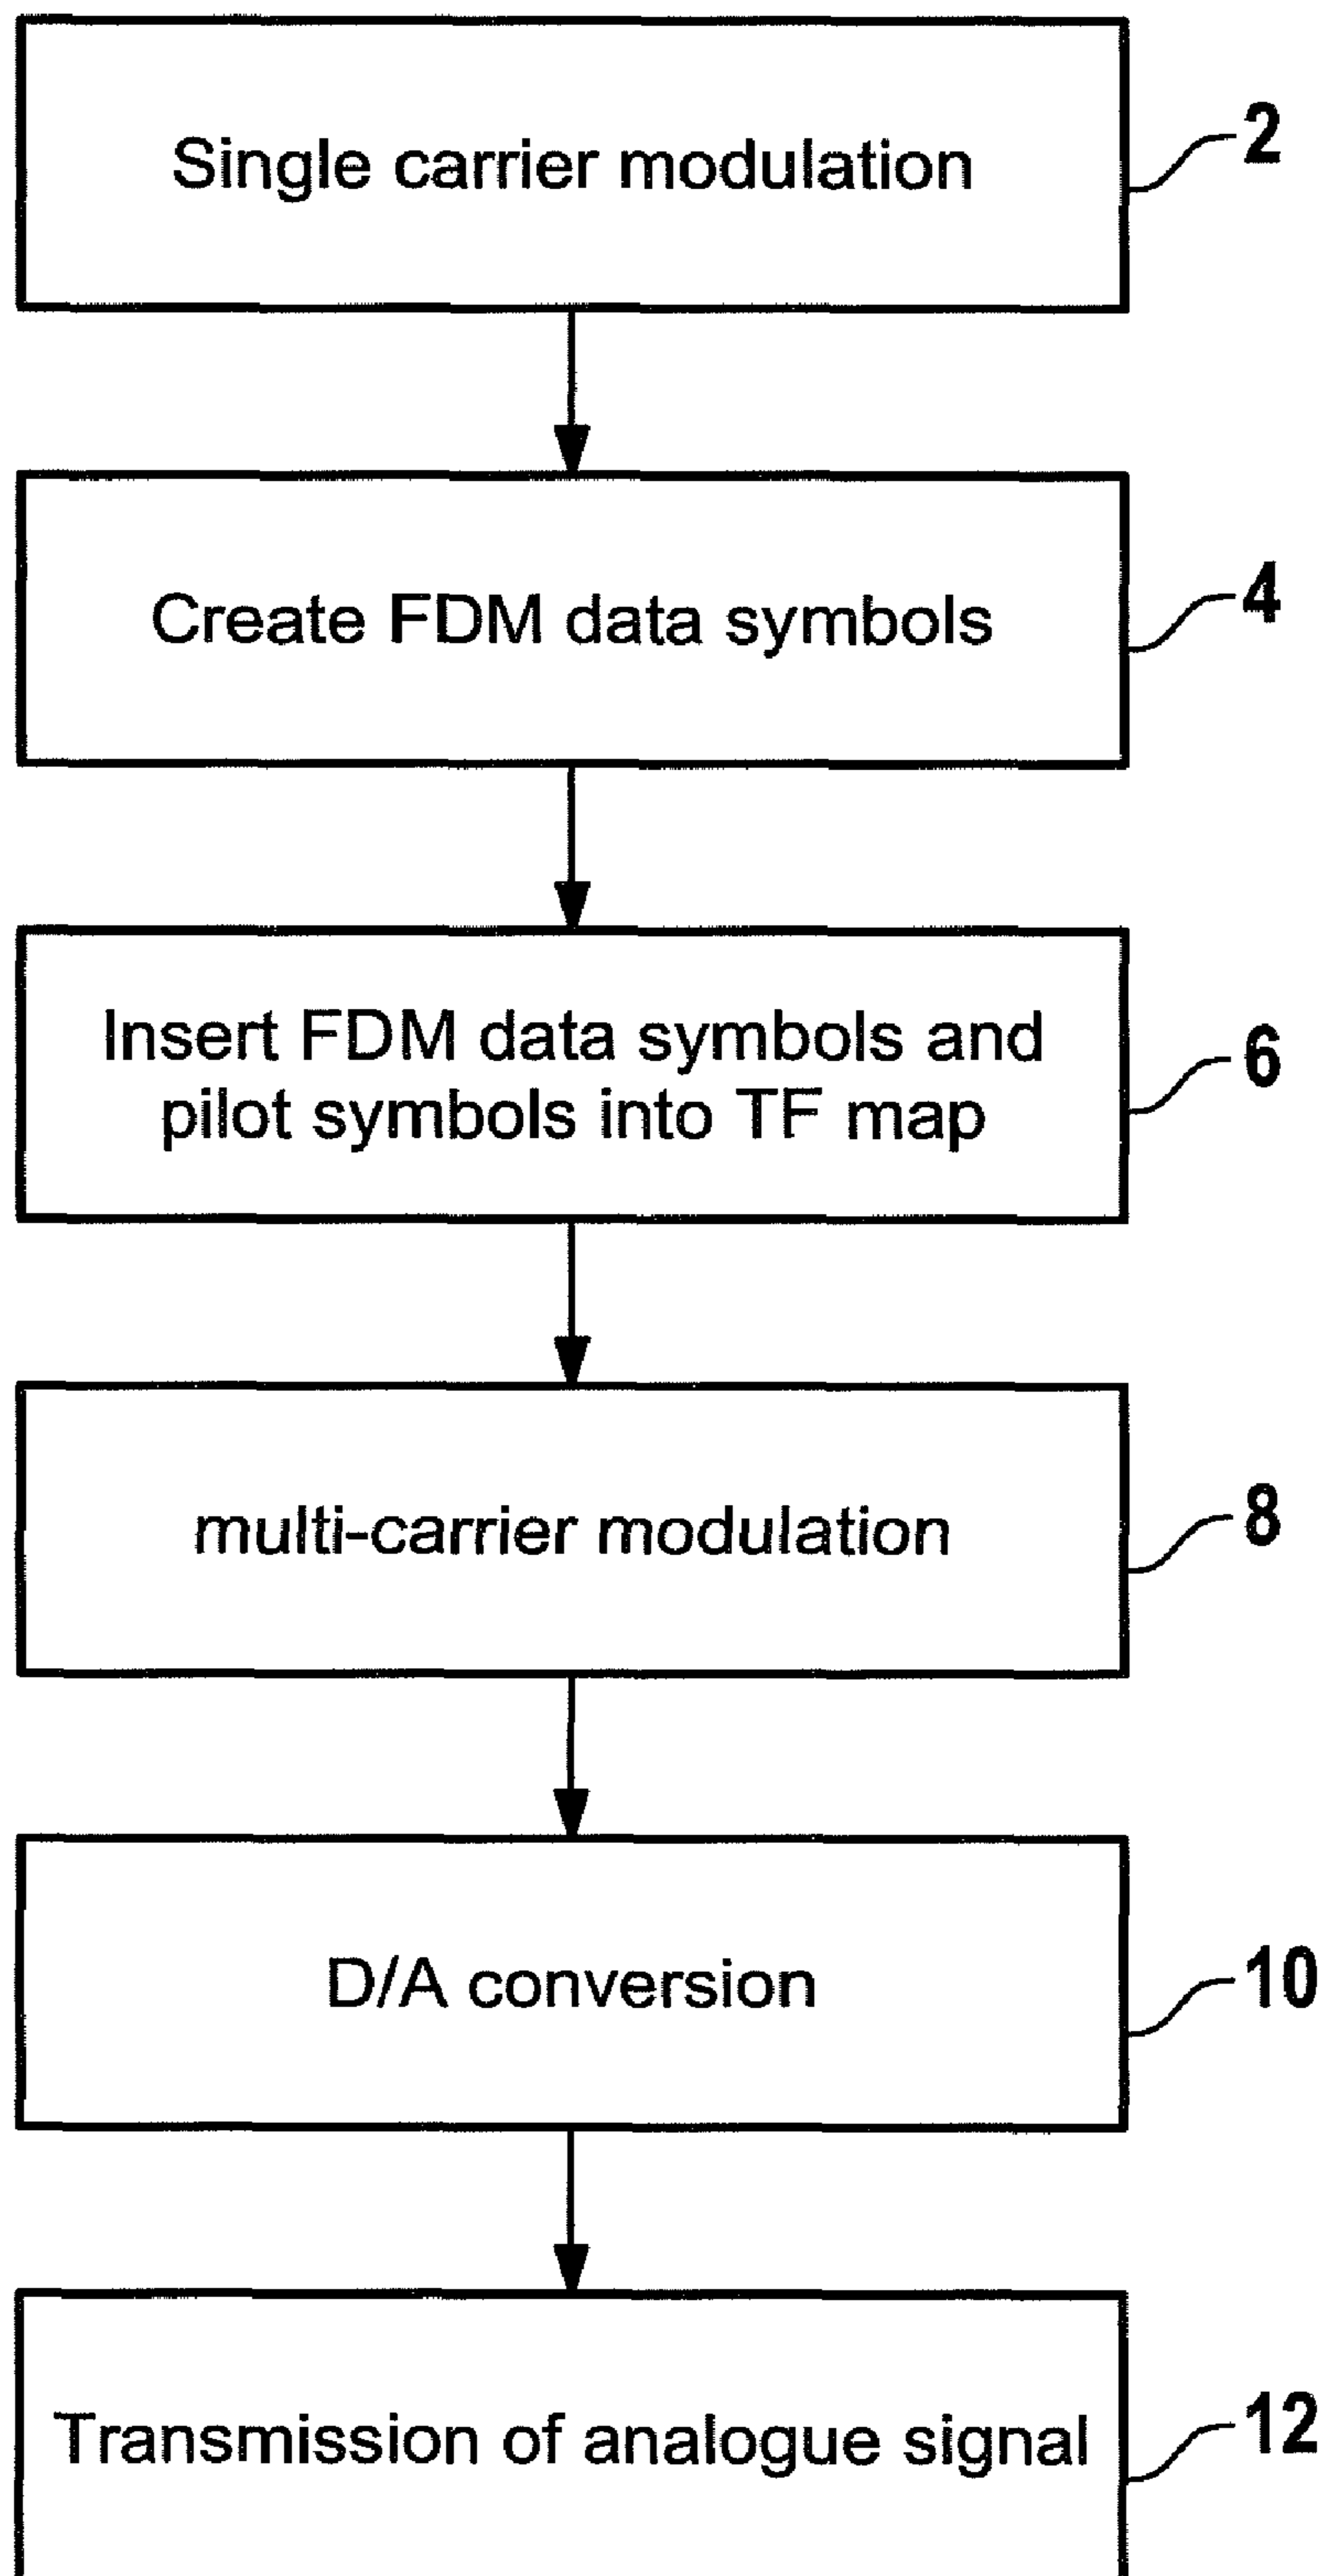 Single carrier modulation
2
Create FDM data symbols
4
Insert FDM data symbols and
pilot symbols into TF map
6
multi-carrier modulation
8
D/A conversion
10
Transmission of analogue signal
12